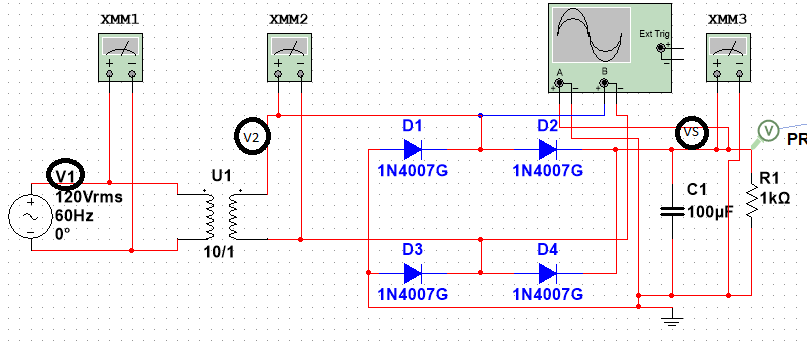 XMM1
XMM2
XMM3
Ext Trig
A
B
V1
V2
VS
V
PR
D1
D2
1N4007G
1N4007G
U1
120Vrms
60Hz
0°
10/1
C1
100µF
R1
1kΩ
D3
D4
1N4007G
1N4007G